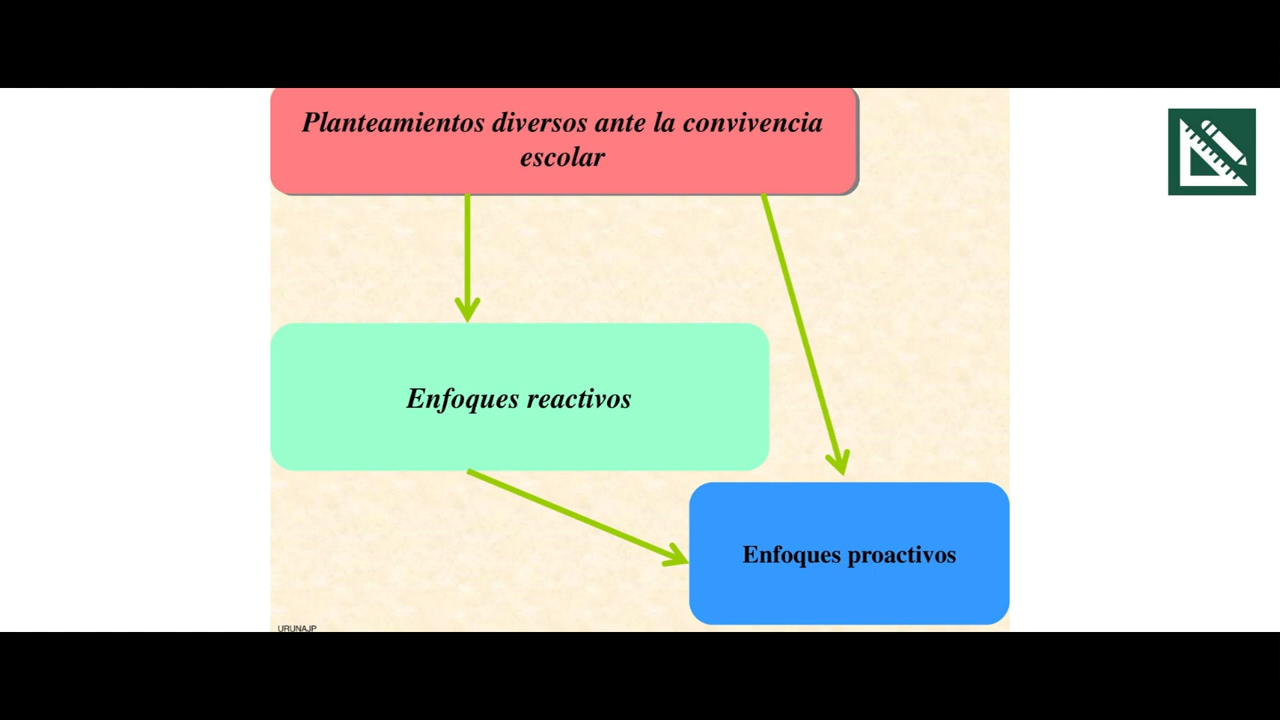 Planteamientos diversos ante la convivencia
escolar
Enfoques reactivos
Enfoques proactivos
URUNAJP